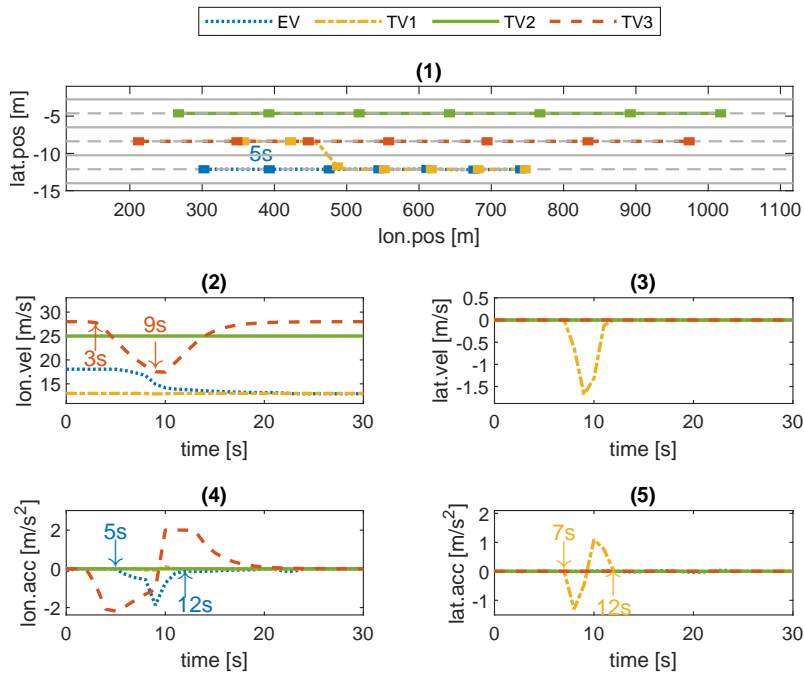 EV TV1 TV2 TV3
(1)
lat.pos [m]
-5
-10
-15
5s
200 300 400 500 600 700 800 900 1000 1100
lon.pos [m]
(2)
lon.vel [m/s]
30
25
20
15
3s
9s
0 10 20 30
time [s]
(3)
lat.vel [m/s]
0.5
0
-0.5
-1
-1.5
0 10 20 30
time [s]
(4)
lon.acc [m/s²]
2
0
-2
5s
12s
0 10 20 30
time [s]
(5)
lat.acc [m/s²]
2
1
0
-1
7s
12s
0 10 20 30
time [s]